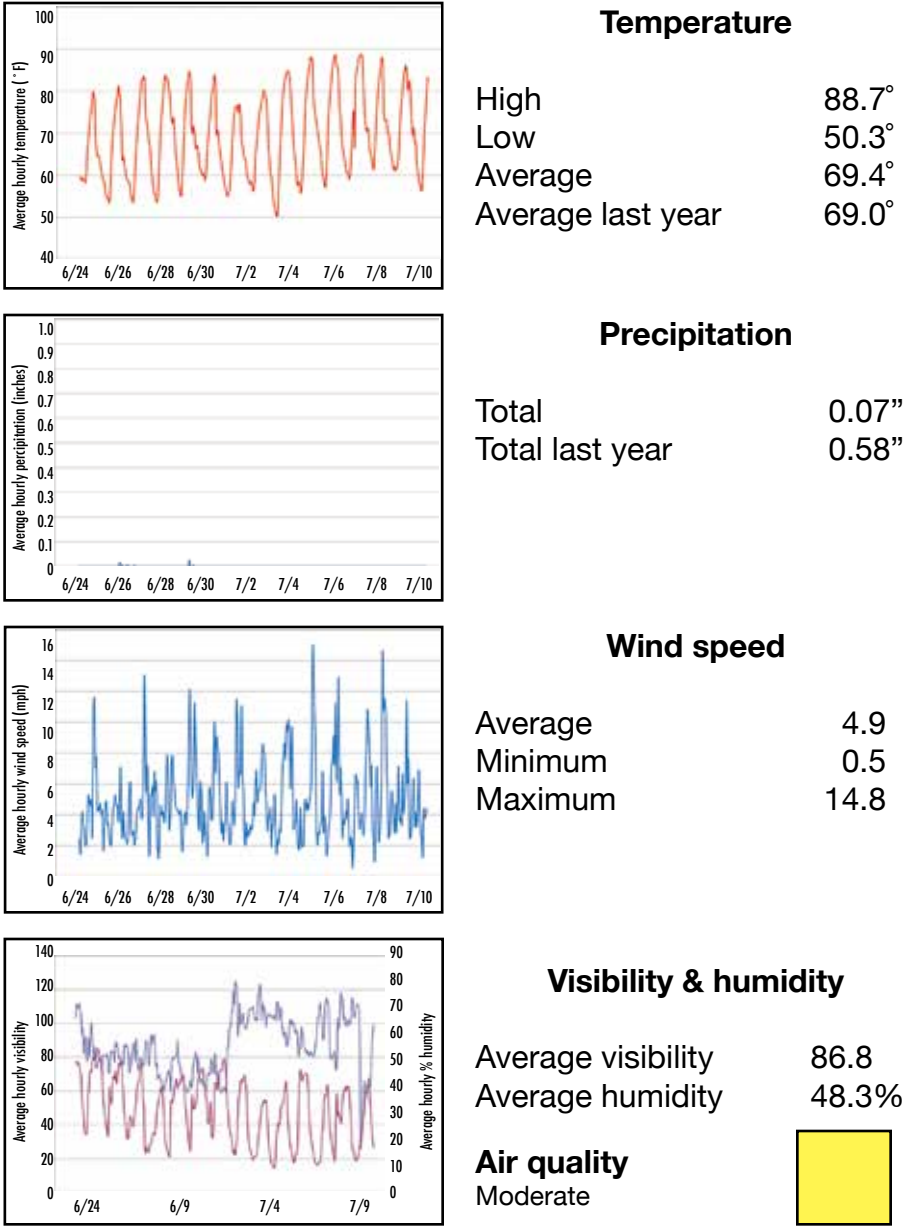 Average hourly temperature (°F)
100
90
80
70
60
50
40
6/24 6/26 6/28 6/30 7/2 7/4 7/6 7/8 7/10
Temperature
High 88.7°
Low 50.3°
Average 69.4°
Average last year 69.0°
Average hourly percipitation (inches)
1.0
0.9
0.8
0.7
0.6
0.5
0.4
0.3
0.2
0.1
0
6/24 6/26 6/28 6/30 7/2 7/4 7/6 7/8 7/10
Precipitation
Total 0.07”
Total last year 0.58”
Average hourly wind speed (mph)
16
14
12
10
8
6
4
2
0
6/24 6/26 6/28 6/30 7/2 7/4 7/6 7/8 7/10
Wind speed
Average 4.9
Minimum 0.5
Maximum 14.8
Average hourly visibility
140
120
100
80
60
40
20
0
90
80
70
60
50
40
30
20
10
0
Average hourly % humidity
6/24 6/9 7/4 7/9
Visibility & humidity
Average visibility 86.8
Average humidity 48.3%
Air quality
Moderate